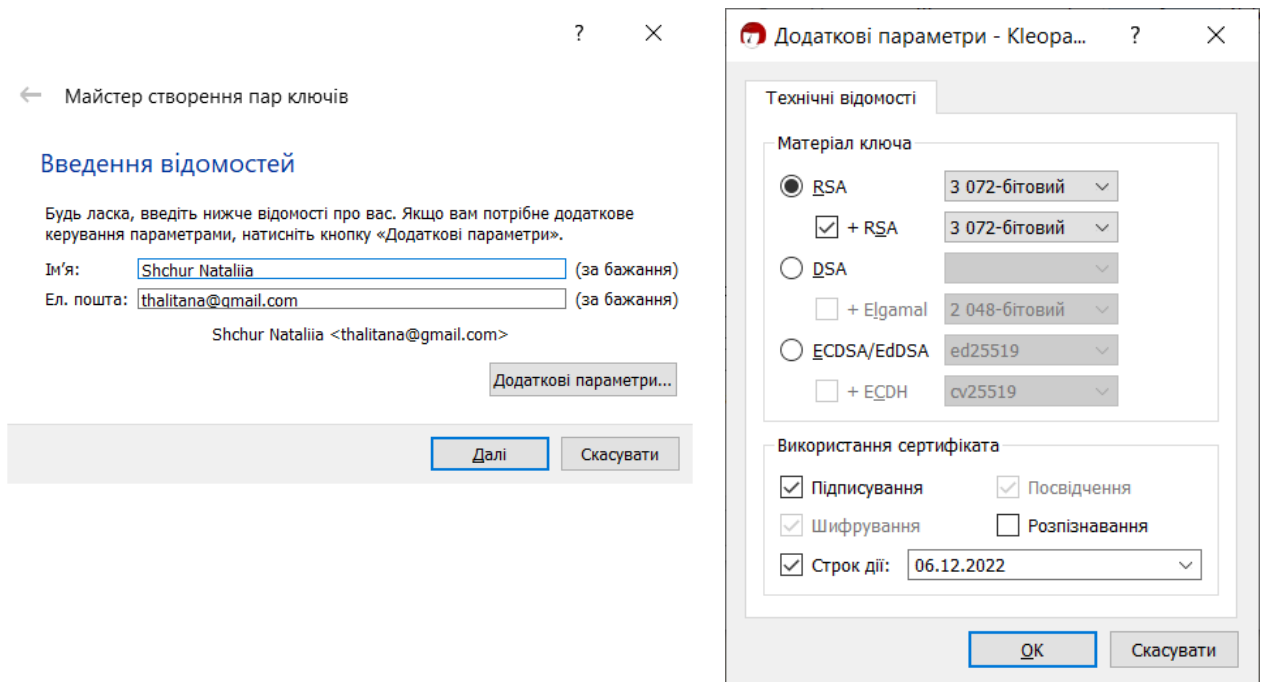 Майстер створення пар ключів
Введення відомостей
Будь ласка, введіть нижче відомості про вас. Якщо вам потрібне додаткове
керування параметрами, натисніть кнопку «Додаткові параметри».
Ім’я: Shchur Nataliia (за бажання)
Ел. пошта: thalitana@gmail.com (за бажання)
Shchur Nataliia <thalitana@gmail.com>
Додаткові параметри...
Далі Скасувати
Додаткові параметри - Kleopa... ?
Технічні відомості
Матеріал ключа
RSA 3 072-бітовий
+ RSA 3 072-бітовий
DSA
+ Elgamal 2 048-бітовий
ECDSA/EdDSA ed25519
+ ECDH cv25519
Використання сертифіката
Підписування Посвідчення
Шифрування Розпізнавання
Строк дії: 06.12.2022
OK Скасувати